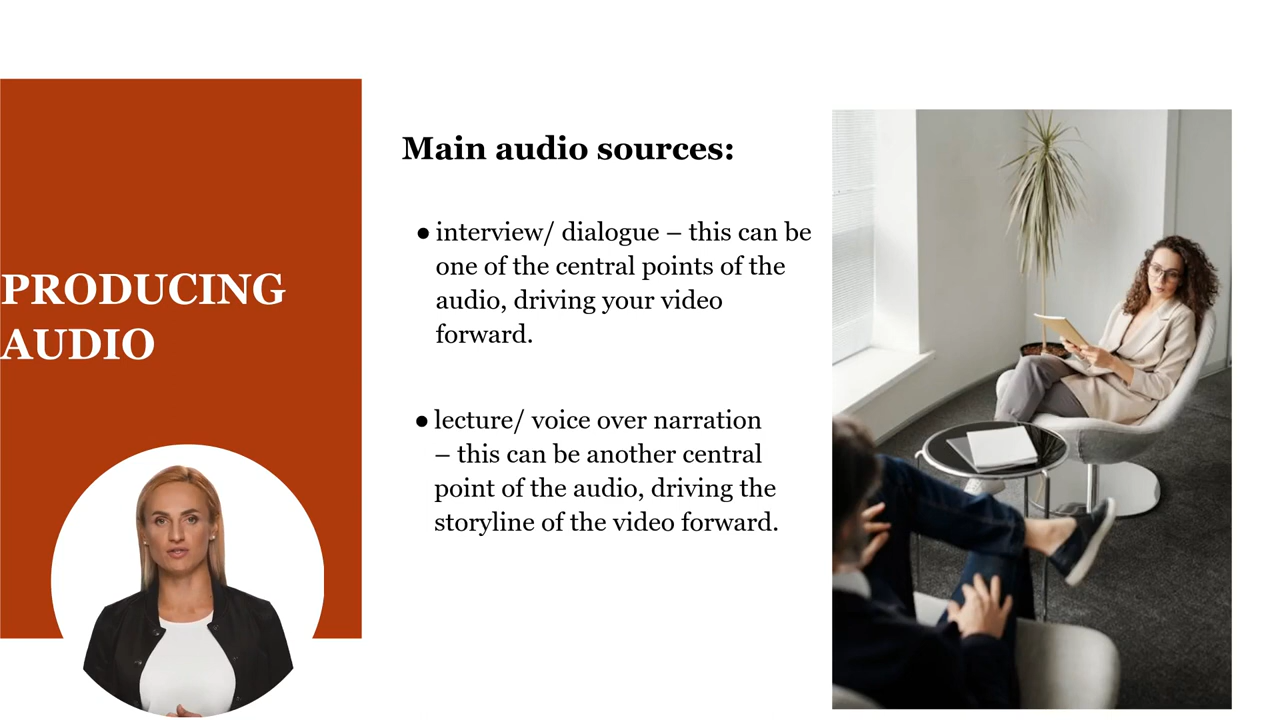 PRODUCING
AUDIO
Main audio sources:
● interview/ dialogue – this can be
one of the central points of the
audio, driving your video
forward.
● lecture/ voice over narration
– this can be another central
point of the audio, driving the
storyline of the video forward.